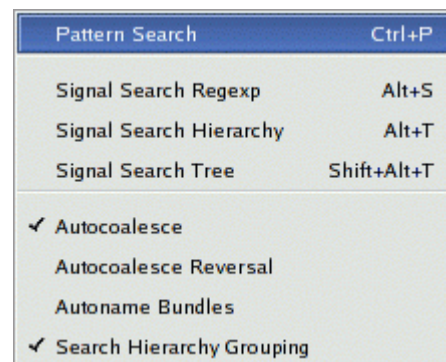 Pattern Search Ctrl+P
Signal Search Regexp Alt+S
Signal Search Hierarchy Alt+T
Signal Search Tree Shift+Alt+T
Autocoalesce
Autocoalesce Reversal
Autoname Bundles
Search Hierarchy Grouping